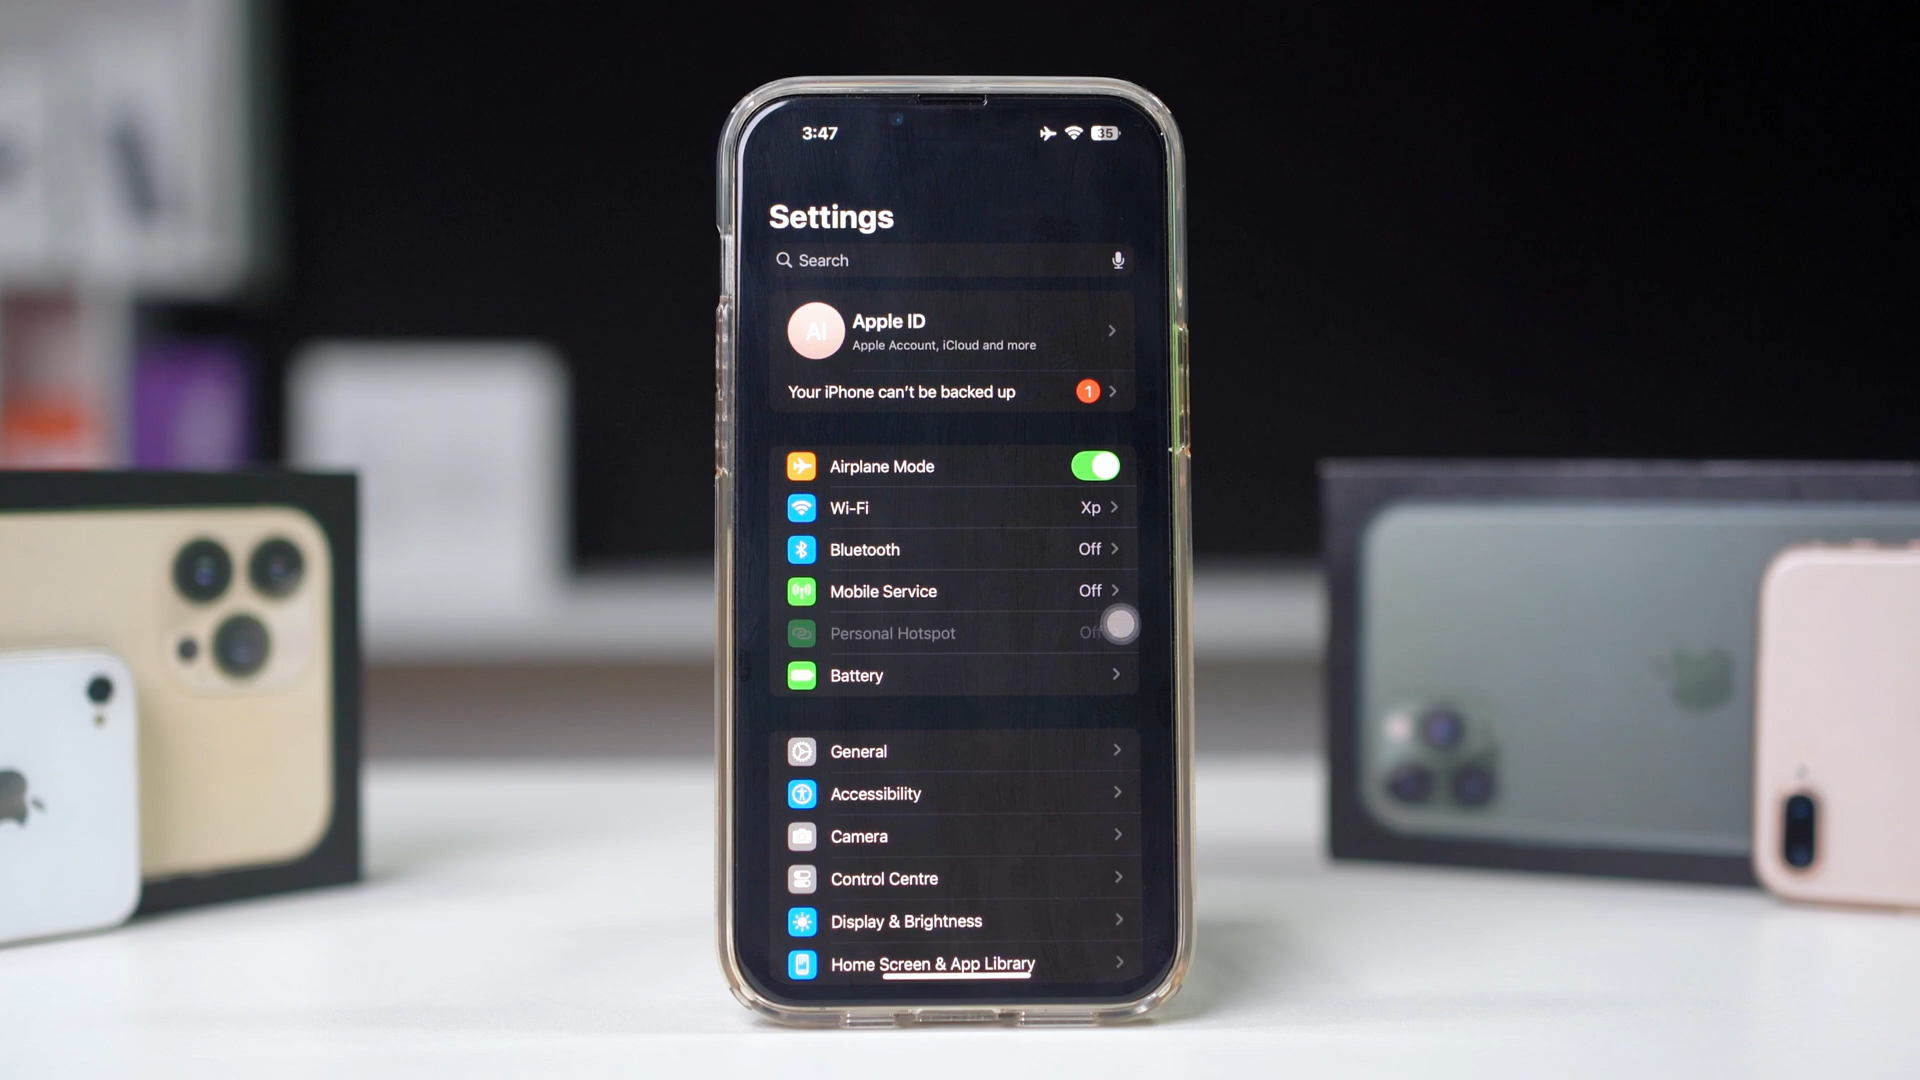 3:47
35
Settings
Search
AI
Apple ID
Apple Account, iCloud and more
Your iPhone can't be backed up 1
Airplane Mode
Wi-Fi Xp
Bluetooth Off
Mobile Service Off
Personal Hotspot Off
Battery
General
Accessibility
Camera
Control Centre
Display & Brightness
Home Screen & App Library